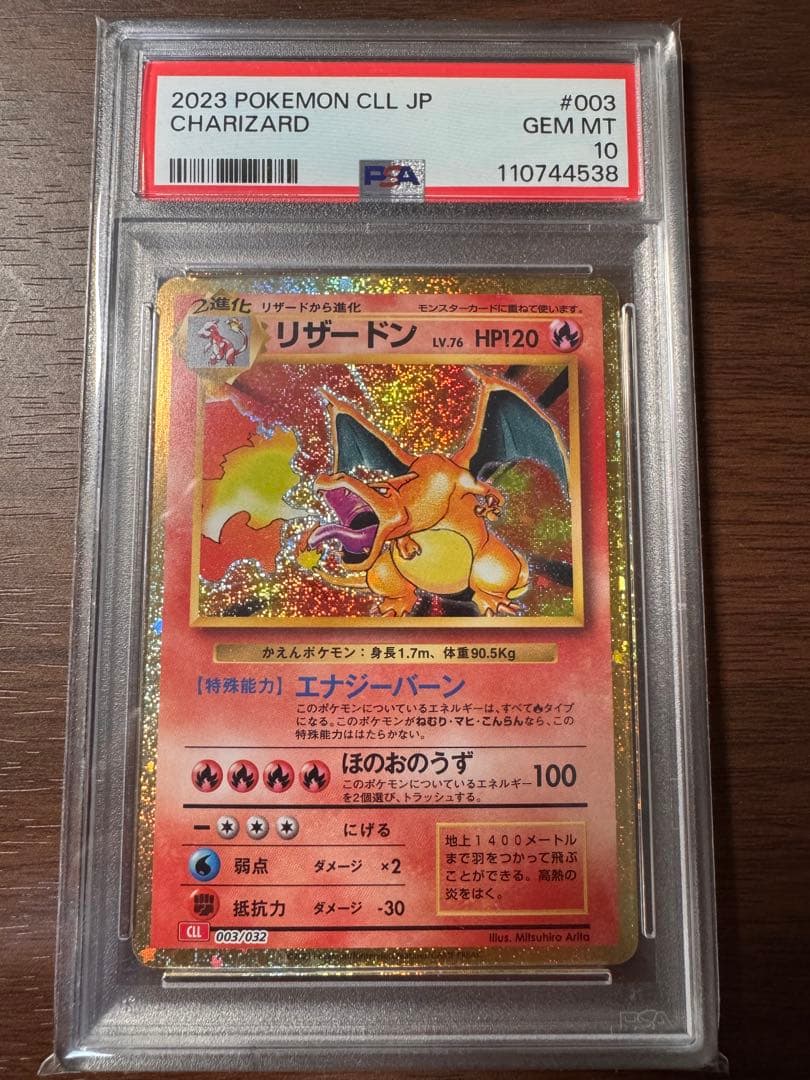 2023 POKEMON CLL JP #003
CHARIZARD GEM MT
10
PSA 110744538
2進化 リザードから進化 モンスターカードに重ねて使います。
リザードン LV.76 HP120
かえんポケモン：身長1.7m、体重90.5Kg
【特殊能力】エナジーバーン
このポケモンについているエネルギーは、すべてタイプ
になる。このポケモンがねむり・マヒ・こんらんなら、この
特殊能力ははたらかない。
ほのおのうず
このポケモンについているエネルギー
を2個選び、トラッシュする。
100
ー にげる
弱点 ダメージ ×2
抵抗力 ダメージ -30
地上1400メートル
まで羽をつかって飛ぶ
ことができる。高熱の
炎をはく。
CLL 003/032
Illus. Mitsuhiro Arita
PSA